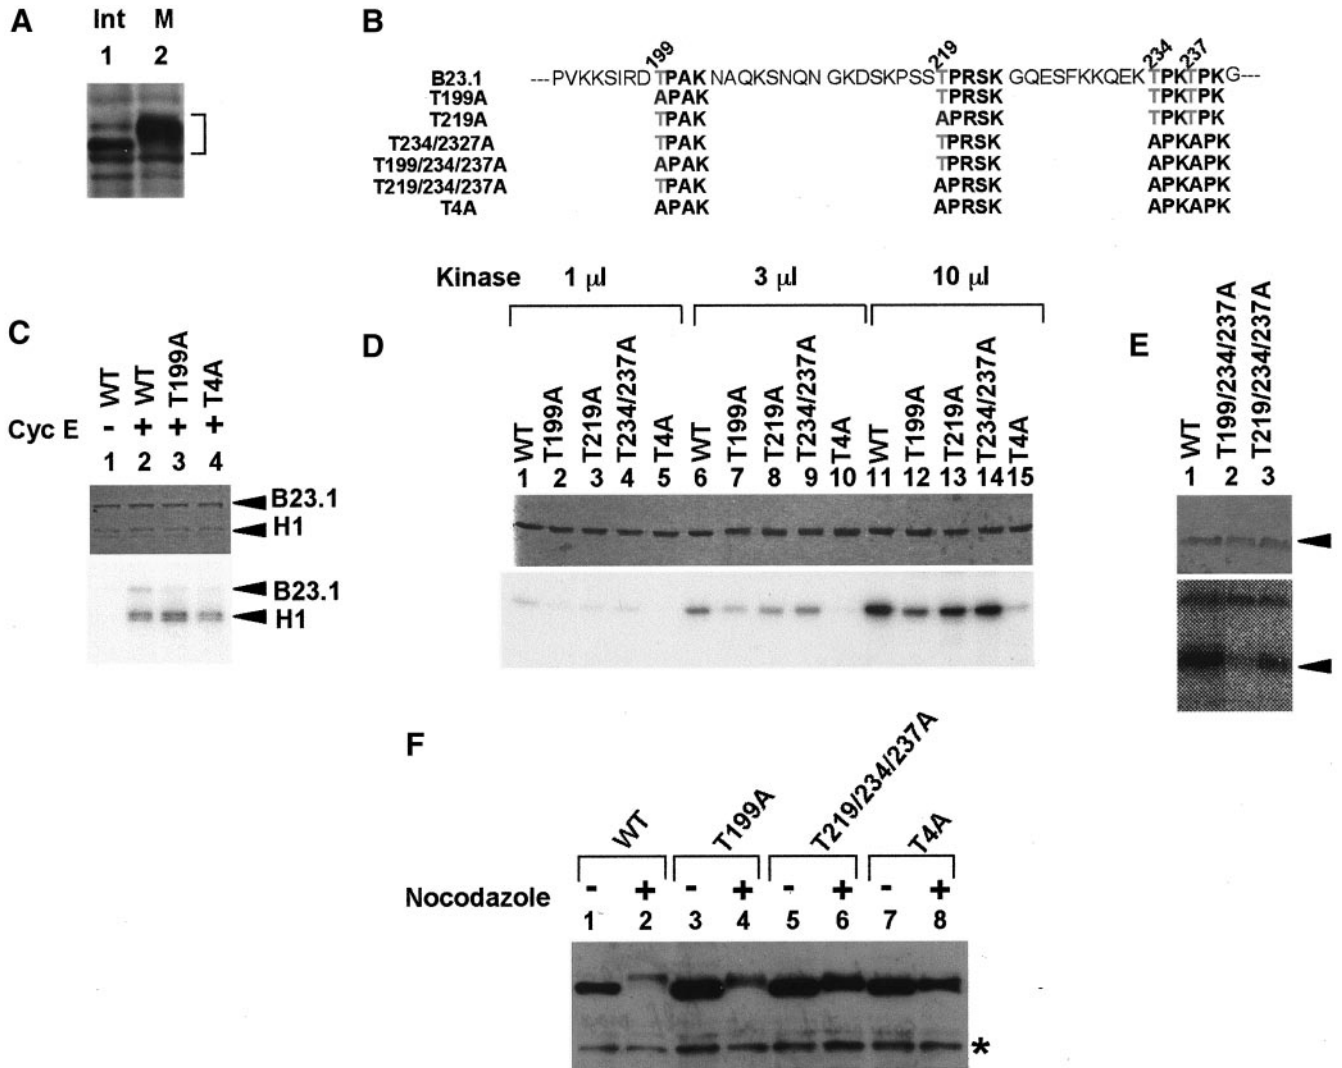 A
Int M
1 2
B
199 219 234 237
B23.1 ---PVKKSIRD TPAK NAQKSNQN GKDSKPSS TPRSK GQESFKKQEK TPKTPK G---
T199A APAK TPRSK TPKTPK
T219A TPAK APRSK TPKTPK
T234/2327A TPAK TPRSK APKAPK
T199/234/237A APAK TPRSK APKAPK
T219/234/237A TPAK APRSK APKAPK
T4A APAK APRSK APKAPK
C
WT WT T199A T4A
Cyc E - + + +
1 2 3 4
B23.1
H1
B23.1
H1
D
Kinase 1 µl 3 µl 10 µl
WT T199A T219A T234/237A T4A WT T199A T219A T234/237A T4A WT T199A T219A T234/237A T4A
1 2 3 4 5 6 7 8 9 10 11 12 13 14 15
E
WT T199/234/237A T219/234/237A
1 2 3
F
WT T199A T219/234/237A T4A
Nocodazole - + - + - + - +
1 2 3 4 5 6 7 8
*